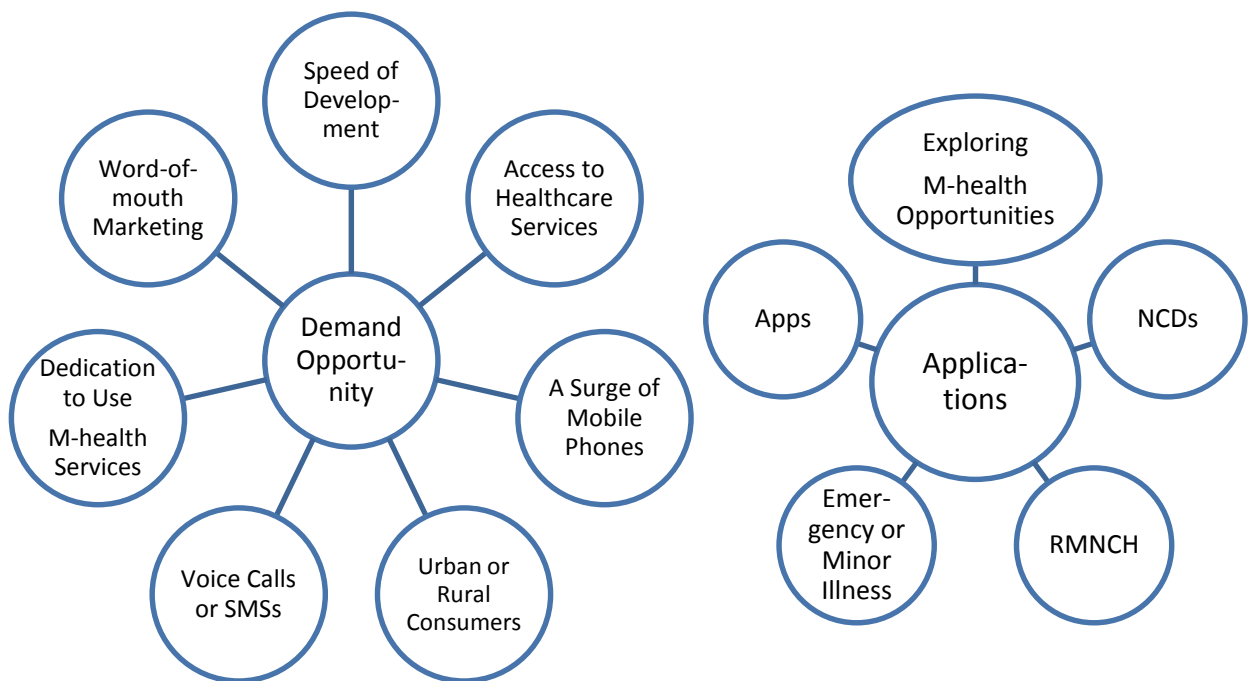 Speed of
Develop-
ment
Word-of-
mouth
Marketing
Access to
Healthcare
Services
Demand
Opportu-
nity
Dedication
to Use
M-health
Services
A Surge of
Mobile
Phones
Voice Calls
or SMSs
Urban or
Rural
Consumers
Exploring
M-health
Opportunities
Apps
NCDs
Applica-
tions
Emer-
gency or
Minor
Illness
RMNCH